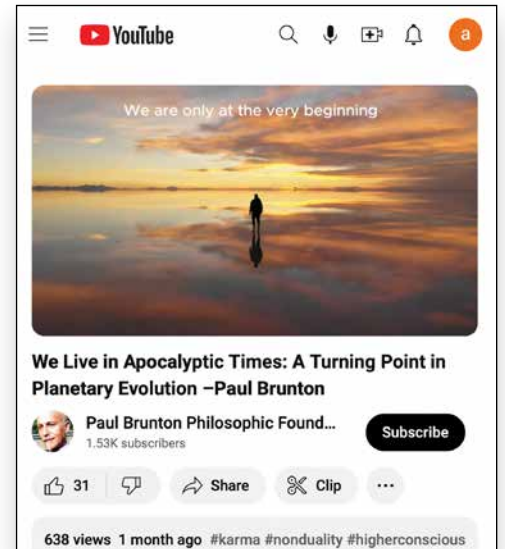 YouTube
a
We are only at the very beginning
We Live in Apocalyptic Times: A Turning Point in
Planetary Evolution –Paul Brunton
Paul Brunton Philosophic Found...
1.53K subscribers
Subscribe
31
Share
Clip
638 views 1 month ago #karma #nonduality #higherconscious